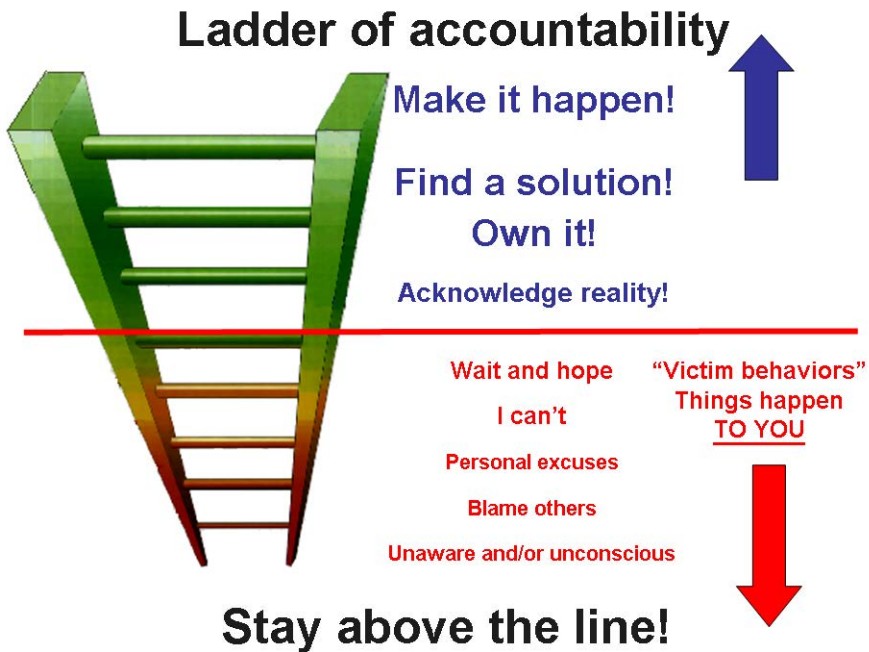 Ladder of accountability
Make it happen!
Find a solution!
Own it!
Acknowledge reality!
Wait and hope
I can’t
Personal excuses
Blame others
Unaware and/or unconscious
“Victim behaviors”
Things happen
TO YOU
Stay above the line!